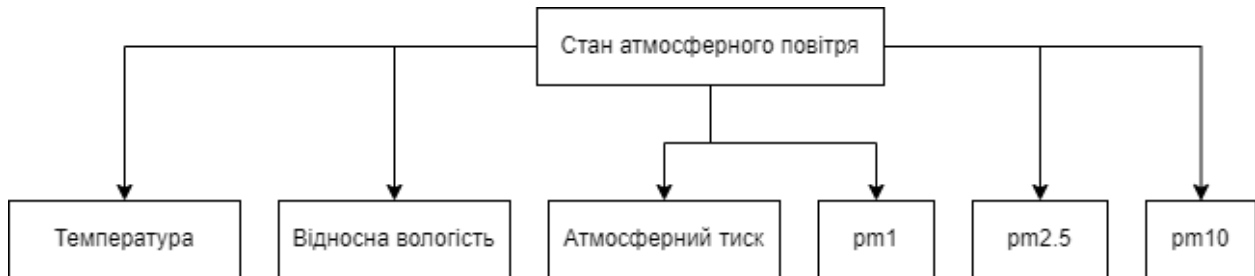 Стан атмосферного повітря
Температура
Відносна вологість
Атмосферний тиск
pm1
pm2.5
pm10